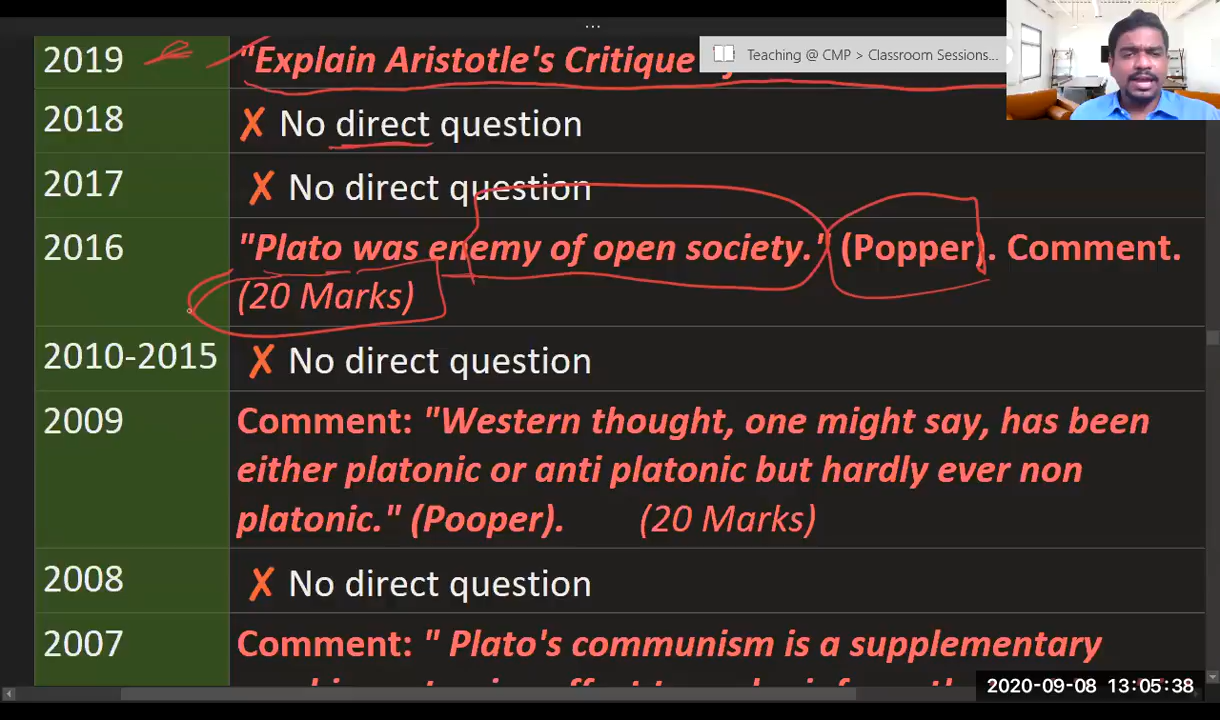 ...
2019 "Explain Aristotle's Critique
Teaching @ CMP > Classroom Sessions...
2018 ✗ No direct question
2017 ✗ No direct question
2016 "Plato was enemy of open society." (Popper). Comment.
(20 Marks)
2010-2015 ✗ No direct question
2009 Comment: "Western thought, one might say, has been
either platonic or anti platonic but hardly ever non
platonic." (Pooper). (20 Marks)
2008 ✗ No direct question
2007 Comment: " Plato's communism is a supplementary
2020-09-08 13:05:38